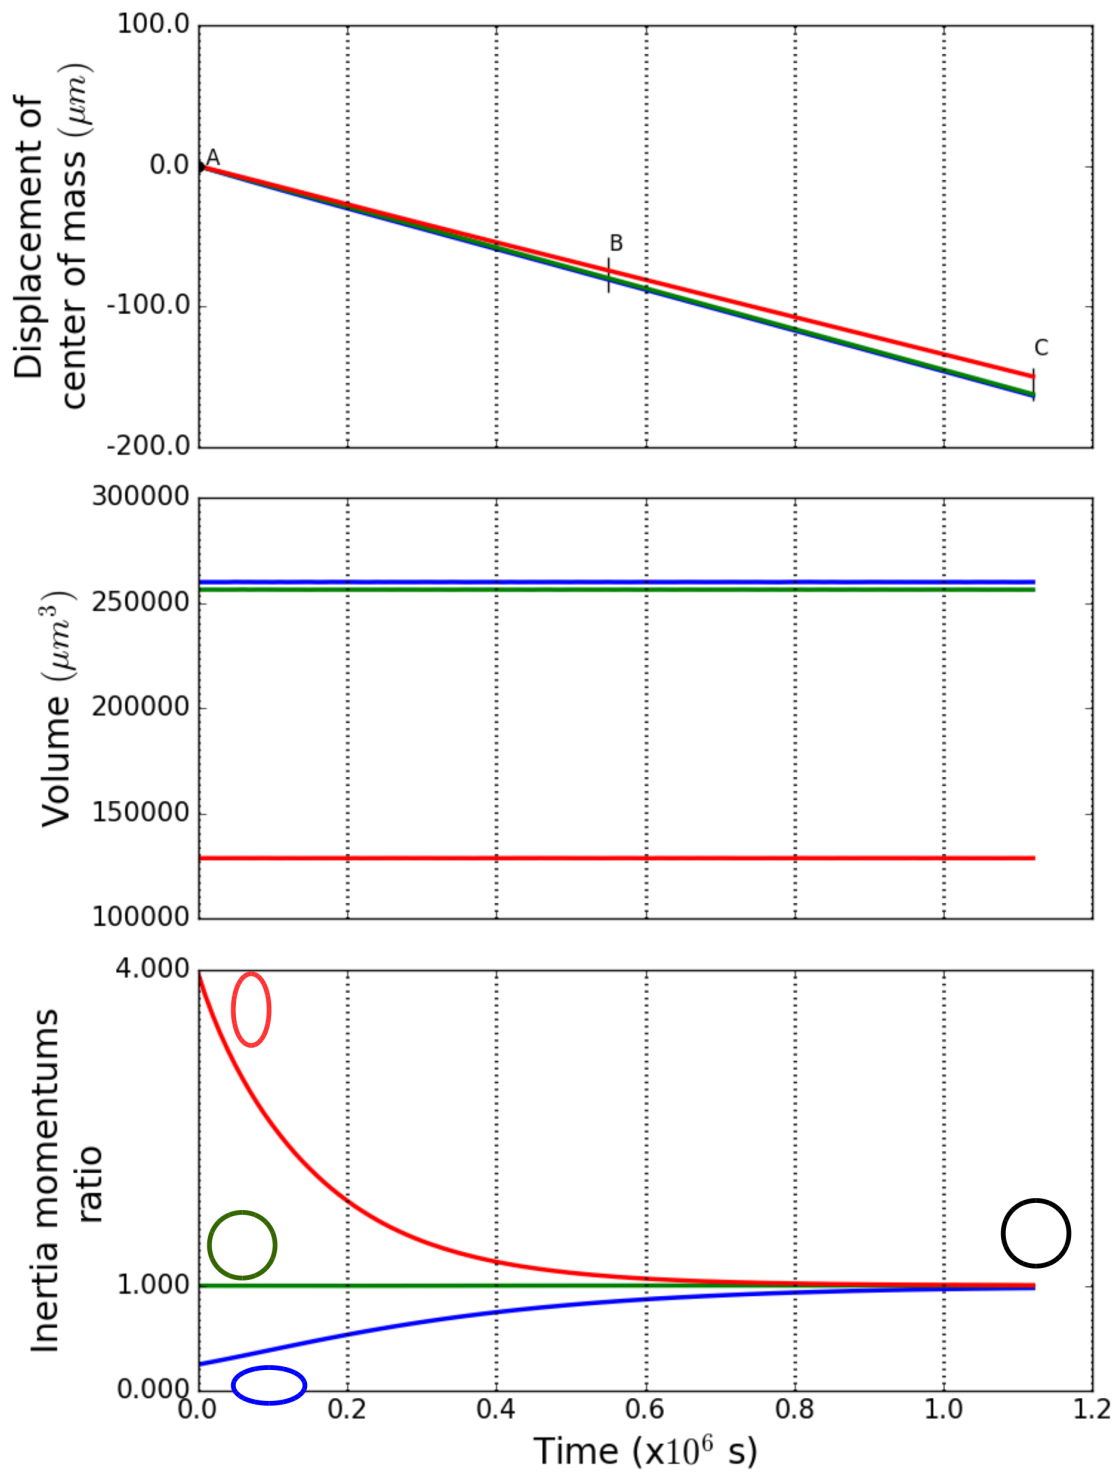 100.0
0.0
-100.0
-200.0
Displacement of
center of mass (μm)
A
B
C
300000
250000
200000
150000
100000
Volume (μm³)
4.000
1.000
0.000
Inertia momentums
ratio
0.0 0.2 0.4 0.6 0.8 1.0 1.2
Time (x10⁶ s)